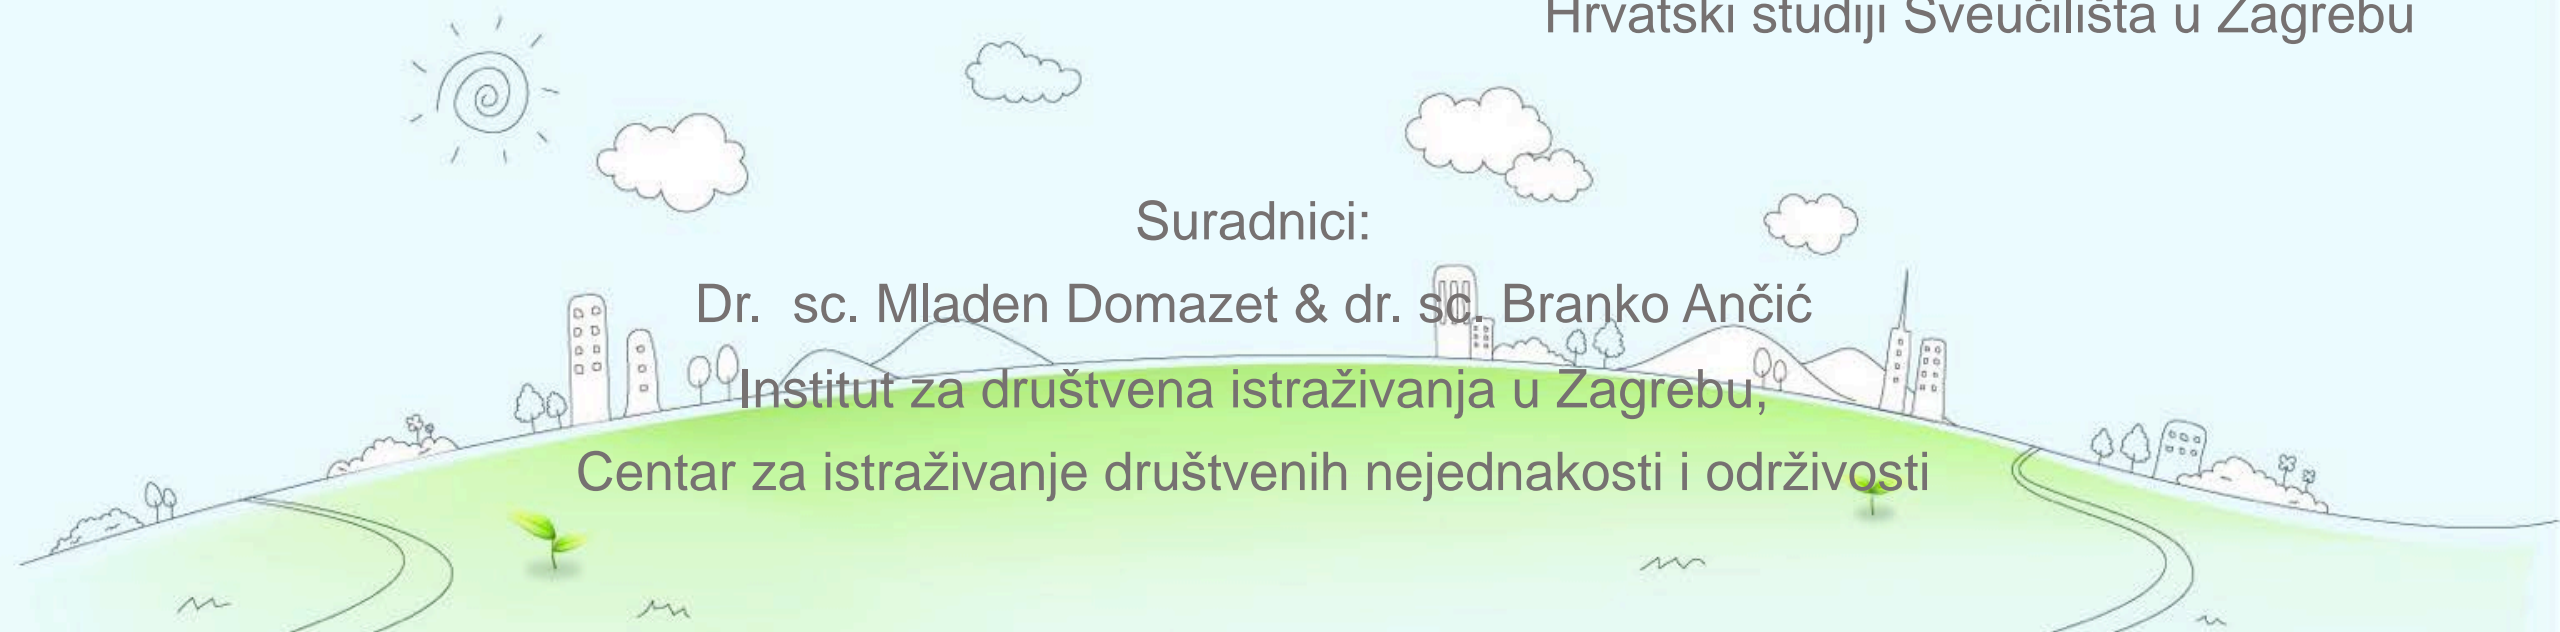 Hrvatski studiji Sveučilišta u Zagrebu
Suradnici:
Dr. sc. Mladen Domazet & dr. sc. Branko Ančić
Institut za društvena istraživanja u Zagrebu,
Centar za istraživanje društvenih nejednakosti i održivosti